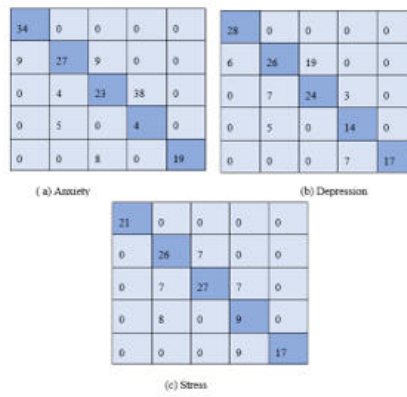 34 0 0 0 0
9 27 9 0 0
0 4 23 38 0
0 5 0 4 0
0 0 8 0 19
( a) Anxiety
28 0 0 0 0
6 26 19 0 0
0 7 24 3 0
0 5 0 14 0
0 0 0 7 17
(b) Depression
21 0 0 0 0
0 26 7 0 0
0 7 27 7 0
0 8 0 9 0
0 0 0 9 17
(c) Stress